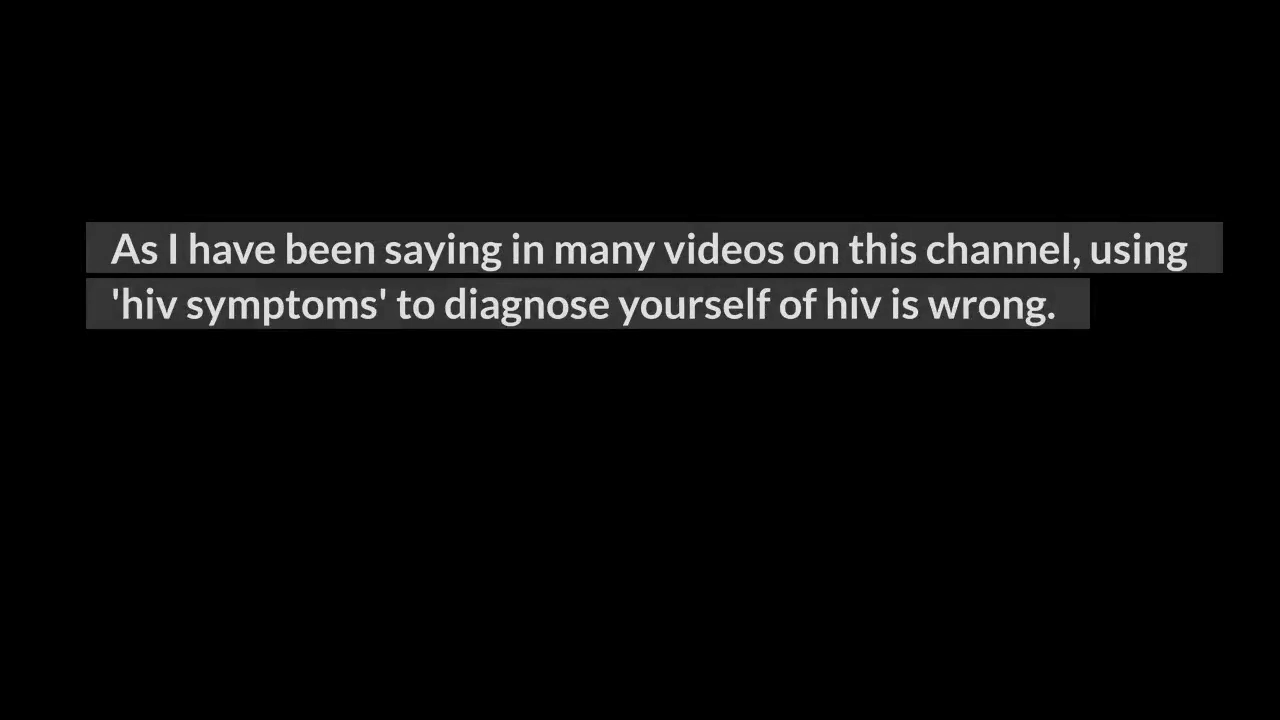 As I have been saying in many videos on this channel, using
'hiv symptoms' to diagnose yourself of hiv is wrong.